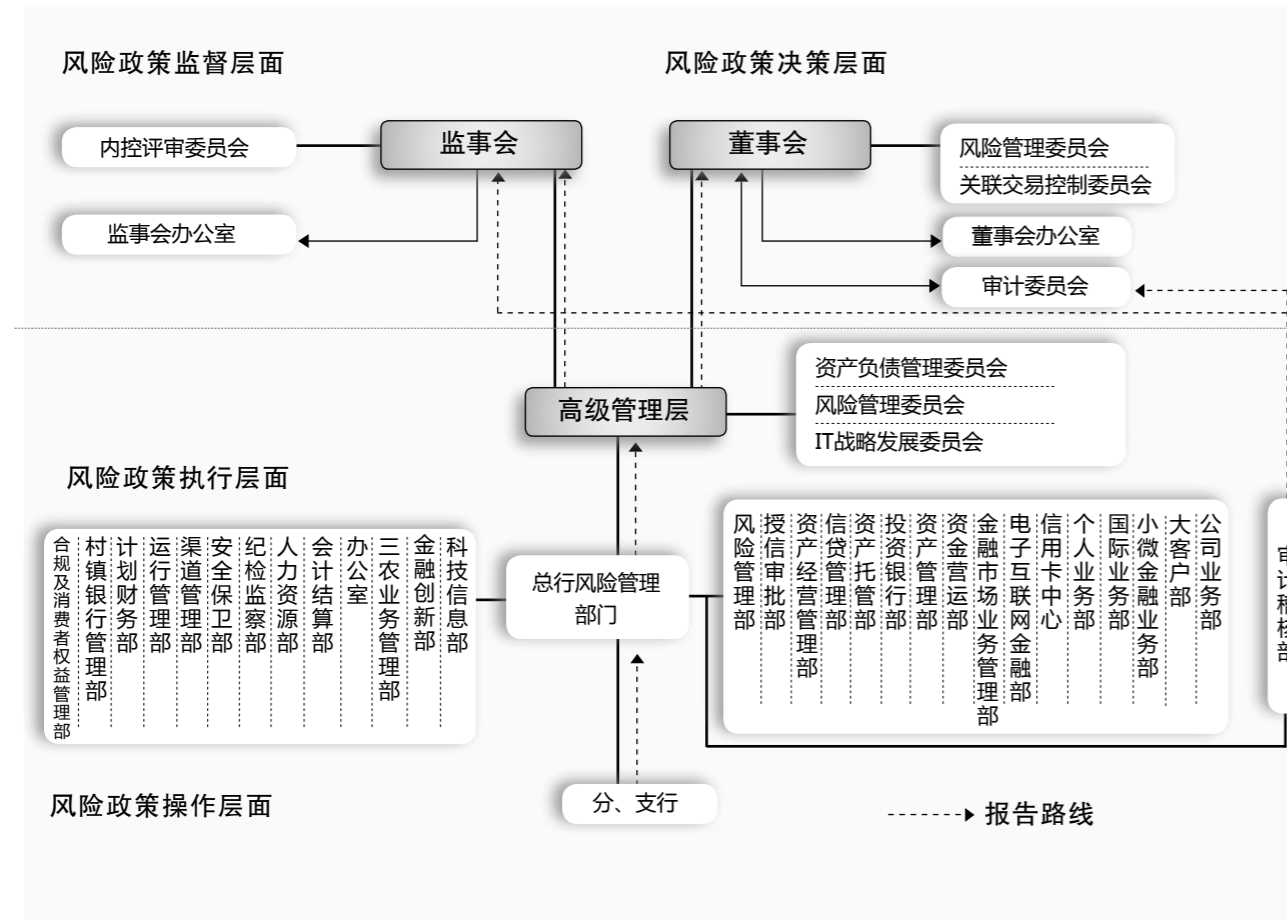 风险政策监督层面
风险政策决策层面
内控评审委员会
监事会
董事会
风险管理委员会
关联交易控制委员会
监事会办公室
董事会办公室
审计委员会
高级管理层
资产负债管理委员会
风险管理委员会
IT战略发展委员会
风险政策执行层面
合规及消费者权益管理部
村镇银行管理部
计划财务部
运行管理部
渠道管理部
安全保卫部
纪检监察部
人力资源部
会计结算部
办公室
三农业务管理部
金融创新部
科技信息部
总行风险管理
部门
风险管理部
授信审批部
资产经营管理部
信贷管理部
资产托管部
投资银行部
资产管理部
资金营运部
金融市场业务管理部
电子互联网金融部
信用卡中心
个人业务部
国际业务部
小微金融业务部
大客户部
公司业务部
风险政策操作层面
分、支行
报告路线